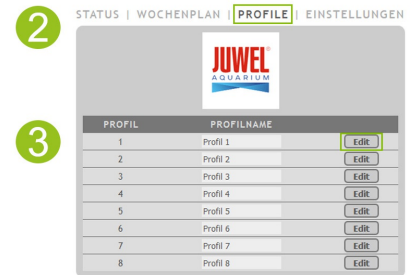 2
STATUS | WOCHENPLAN | PROFILE | EINSTELLUNGEN
JUWEL
AQUARIUM
3
PROFIL PROFILNAME
1 Profil 1 Edit
2 Profil 2 Edit
3 Profil 3 Edit
4 Profil 4 Edit
5 Profil 5 Edit
6 Profil 6 Edit
7 Profil 7 Edit
8 Profil 8 Edit